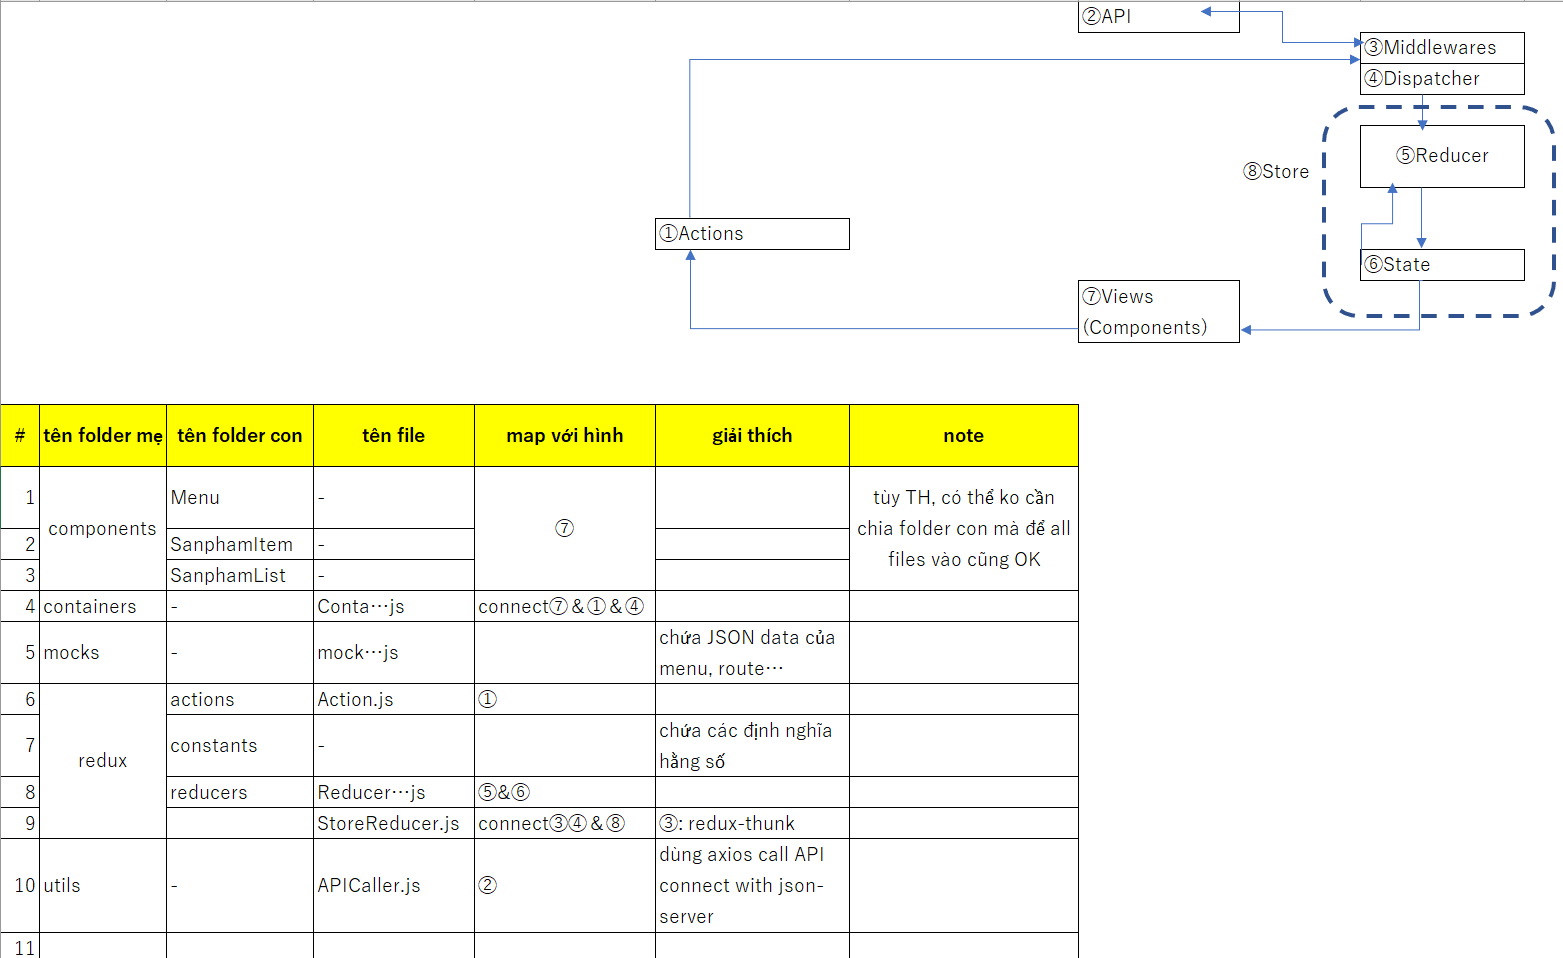 ②API
③Middlewares
④Dispatcher
⑤Reducer
⑧Store
①Actions
⑥State
⑦Views
(Components)
# tên folder mẹ tên folder con tên file map với hình giải thích note
1 components Menu - ⑦ tùy TH, có thể ko cần
chia folder con mà để all
files vào cũng OK
2 SanphamItem -
3 SanphamList -
4 containers - Conta…js connect⑦&①&④
5 mocks - mock…js chứa JSON data của
menu, route…
6 redux actions Action.js ①
7 constants - chứa các định nghĩa
hằng số
8 reducers Reducer…js ⑤&⑥
9 StoreReducer.js connect③④&⑧ ③: redux-thunk
10 utils - APICaller.js ② dùng axios call API
connect with json-
server
11